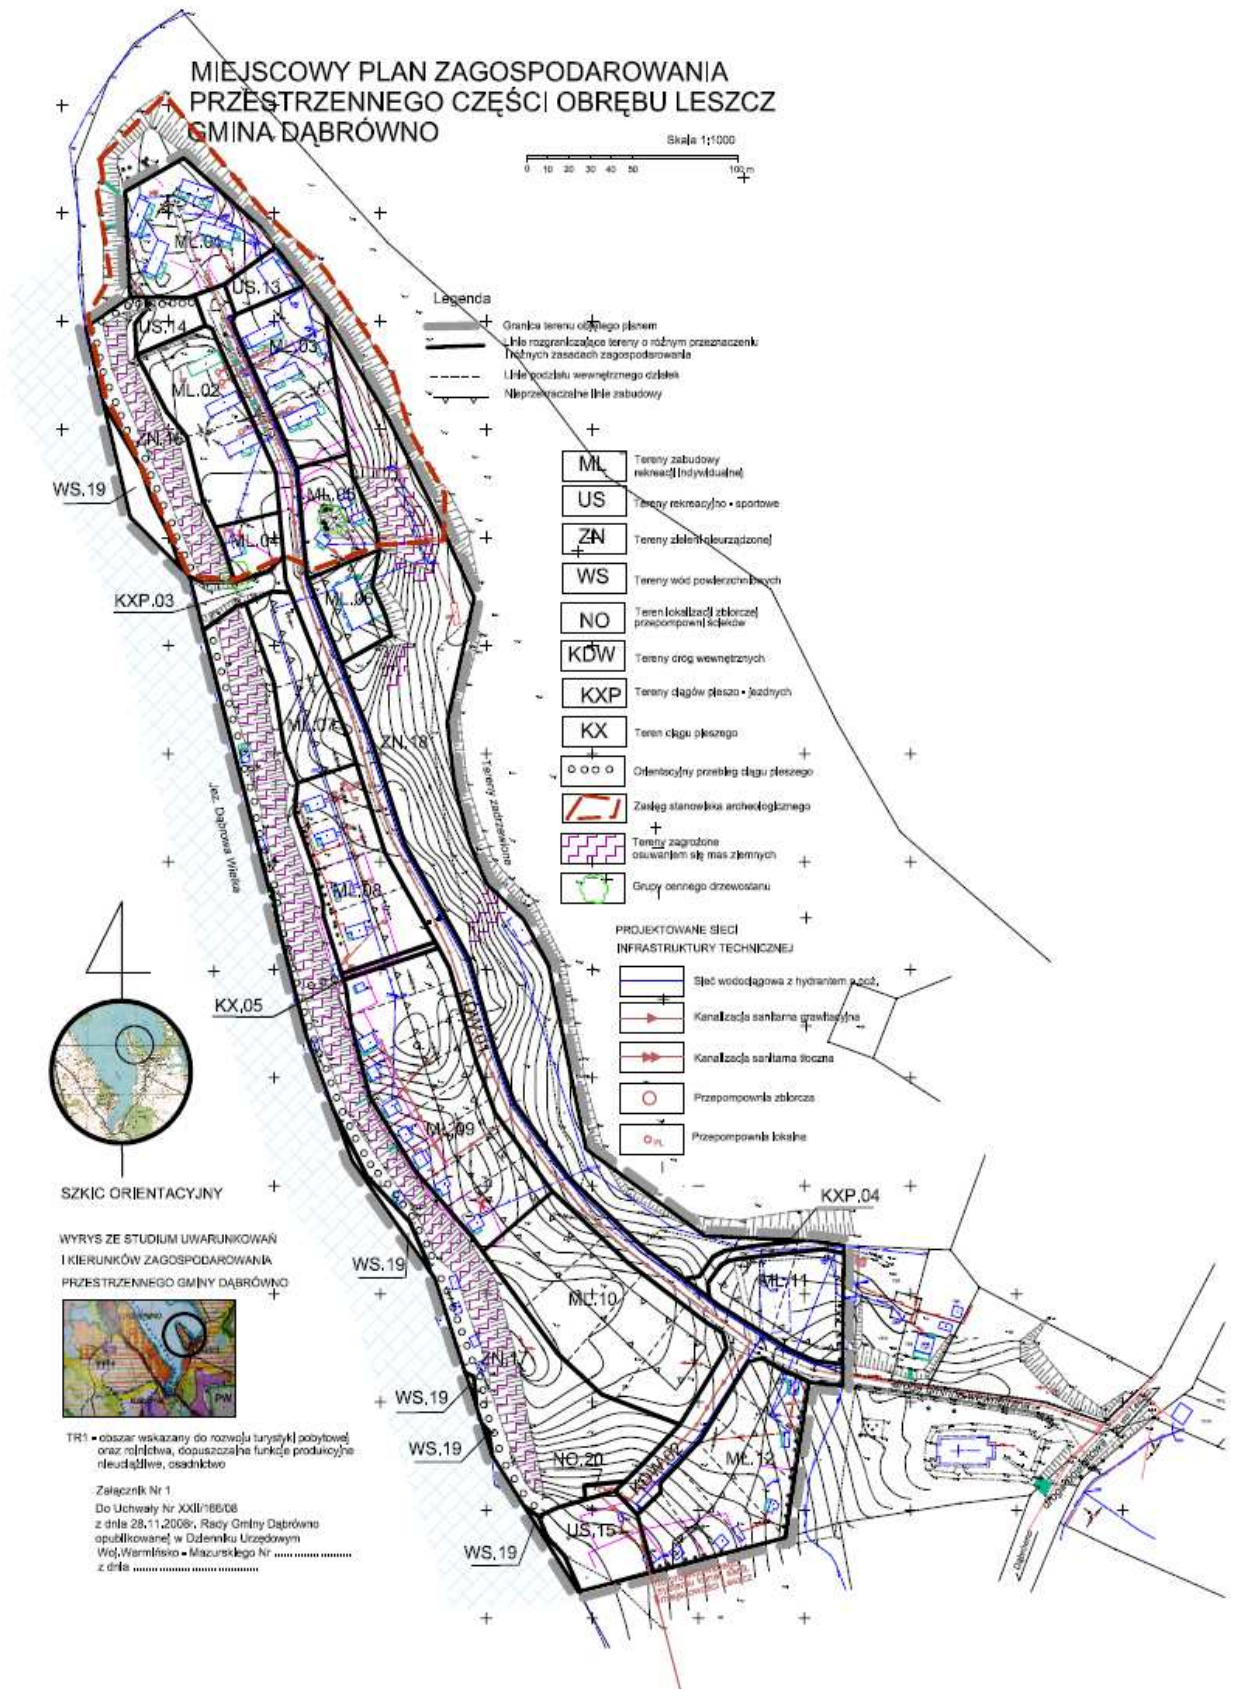 MIEJSCOWY PLAN ZAGOSPODAROWANIA
PRZESTRZENNEGO CZĘŚCI OBRĘBU LESZCZ
GMINA DĄBRÓWNO
Skala 1:1000
0 10 20 30 40 50 100 m
Legenda
Granica terenu objętego planem
Linie rozgraniczające tereny o różnym przeznaczeniu
i różnych zasadach zagospodarowania
Linie podziału wewnętrznego działek
Nieprzekraczalne linie zabudowy
ML Tereny zabudowy
rekreacji indywidualnej
US Tereny rekreacyjno - sportowe
ZN Tereny zieleni nieurządzonej
WS Tereny wód powierzchniowych
NO Teren lokalizacji zbiorczej
przepompowni ścieków
KDW Tereny dróg wewnętrznych
KXP Tereny ciągów pieszo - jezdnych
KX Teren ciągu pieszego
Orientacyjny przebieg ciągu pieszego
Zasięg stanowiska archeologicznego
Tereny zagrożone
osuwaniem się mas ziemnych
Grupy cennego drzewostanu
PROJEKTOWANE SIECI
INFRASTRUKTURY TECHNICZNEJ
Sieć wodociągowa z hydrantem p.poż.
Kanalizacja sanitarna grawitacyjna
Kanalizacja sanitarna tłoczna
Przepompownia zbiorcza
PL Przepompownia lokalna
ML.01
US.13
US.14
ML.03
ML.02
ZN.16
WS.19
ML.05
ML.04
KXP.03
ML.06
ML.07
ZN.18
Tereny zadrzewione
Jez. Dąbrowa Wielka
ML.08
KX.05
KDW.01
ML.09
KXP.04
WS.19
ML.11
ML.10
ZN.17
WS.19
WS.19
NO.20
KDW.02
ML.12
US.15
WS.19
SZKIC ORIENTACYJNY
WYRYS ZE STUDIUM UWARUNKOWAŃ
I KIERUNKÓW ZAGOSPODAROWANIA
PRZESTRZENNEGO GMINY DĄBRÓWNO
PW
TR1 - obszar wskazany do rozwoju turystyki pobytowej
oraz rolnictwa, dopuszczalne funkcje produkcyjne
nieuciążliwe, osadnictwo
Załącznik Nr 1
Do Uchwały Nr XXII/166/08
z dnia 28.11.2008r. Rady Gminy Dąbrówno
opublikowanej w Dzienniku Urzędowym
Woj.Warmińsko - Mazurskiego Nr ....................
z dnia ................................